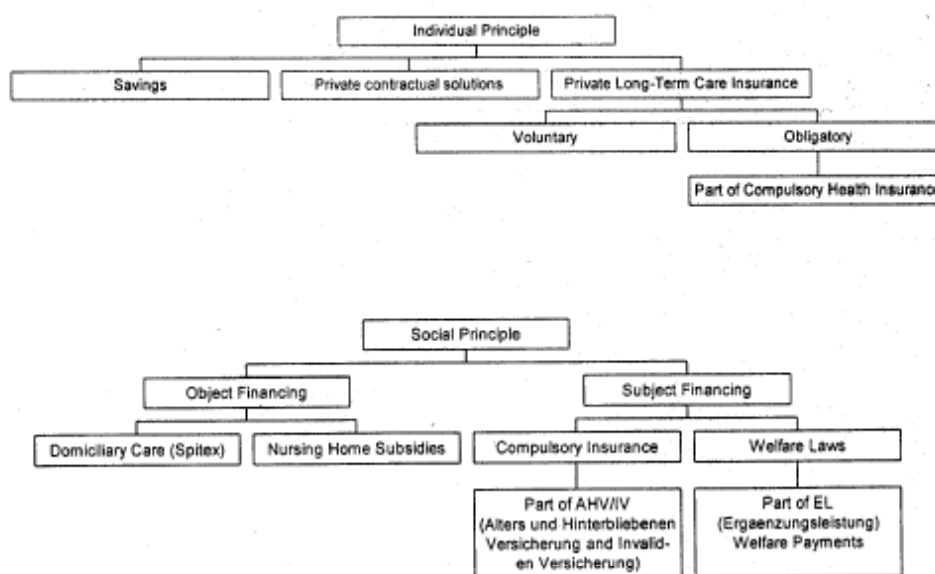 Individual Principle
Savings
Private contractual solutions
Private Long-Term Care Insurance
Voluntary
Obligatory
Part of Compulsory Health Insurance
Social Principle
Object Financing
Subject Financing
Domiciliary Care (Spitex)
Nursing Home Subsidies
Compulsory Insurance
Welfare Laws
Part of AHV/IV
(Alters und Hinterbliebenen
Versicherung and Invalid-
en Versicherung)
Part of EL
(Ergaenzungsleistung)
Welfare Payments